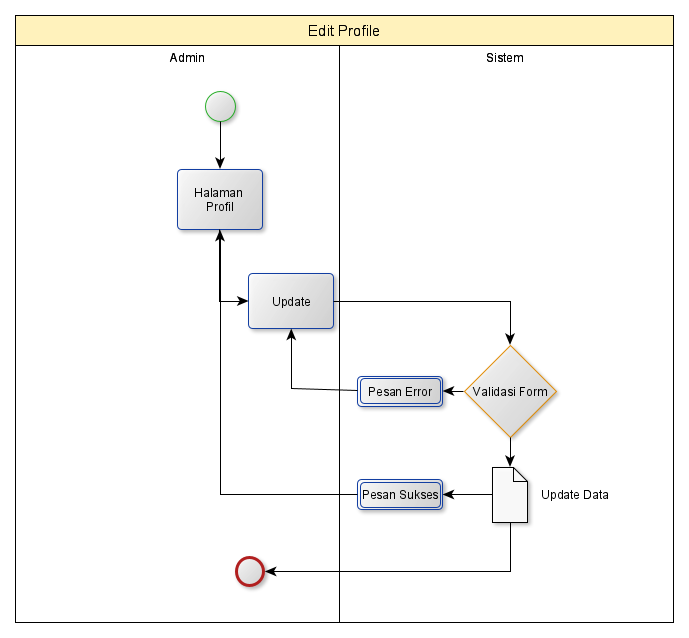 Edit Profile
Admin
Sistem
Halaman
Profil
Update
Pesan Error
Validasi Form
Pesan Sukses
Update Data